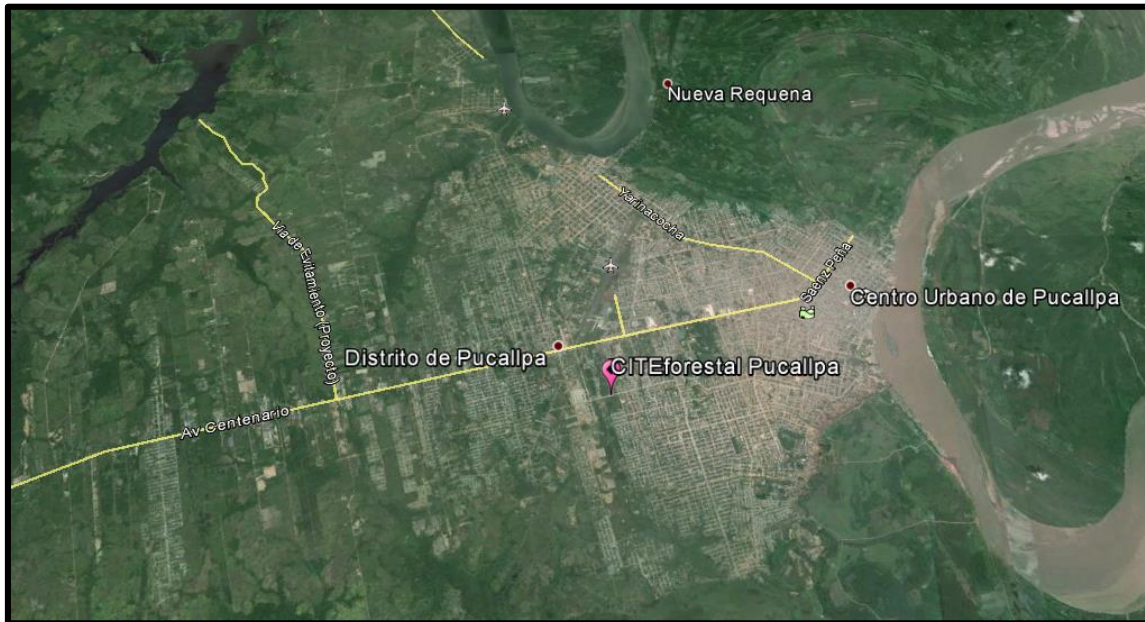 Nueva Requena
Yarinacocha
Saenz Peña
Via de Evitamiento (Proyecto)
Centro Urbano de Pucallpa
Distrito de Pucallpa
CITEforestal Pucallpa
Av Centenario